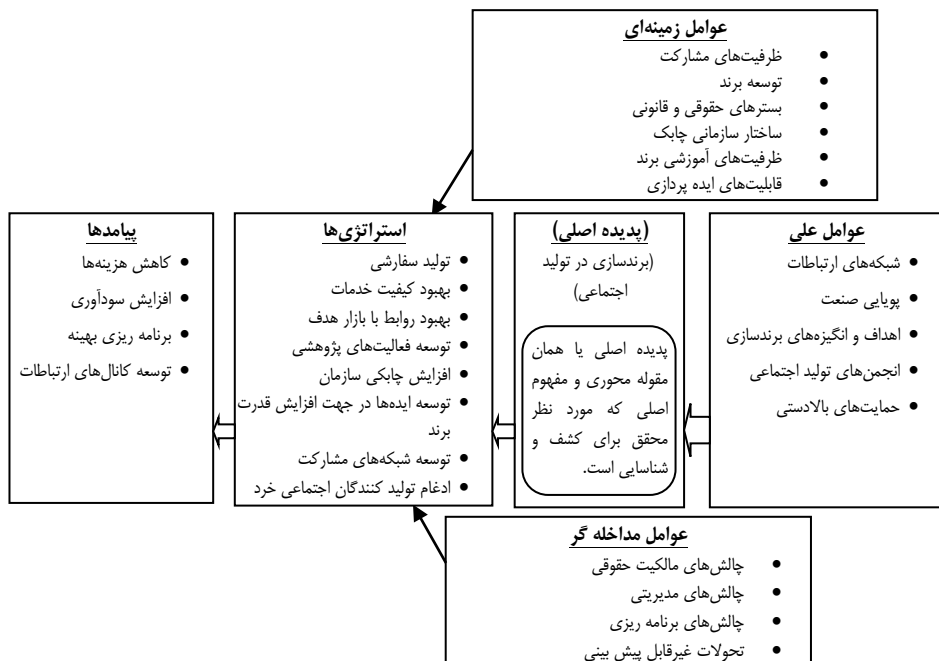 عوامل زمینه‌ای
• ظرفیت‌های مشارکت
• توسعه برند
• بسترهای حقوقی و قانونی
• ساختار سازمانی چابک
• ظرفیت‌های آموزشی برند
• قابلیت‌های ایده پردازی
عوامل علی
• شبکه‌های ارتباطات
• پویایی صنعت
• اهداف و انگیزه‌های برندسازی
• انجمن‌های تولید اجتماعی
• حمایت‌های بالادستی
(پدیده اصلی)
(برندسازی در تولید
اجتماعی)
پدیده اصلی یا همان
مقوله محوری و مفهوم
اصلی که مورد نظر
محقق برای کشف و
شناسایی است.
استراتژی‌ها
• تولید سفارشی
• بهبود کیفیت خدمات
• بهبود روابط با بازار هدف
• توسعه فعالیت‌های پژوهشی
• افزایش چابکی سازمان
• توسعه ایده‌ها در جهت افزایش قدرت
برند
• توسعه شبکه‌های مشارکت
• ادغام تولید کنندگان اجتماعی خرد
پیامدها
• کاهش هزینه‌ها
• افزایش سودآوری
• برنامه ریزی بهینه
• توسعه کانال‌های ارتباطات
عوامل مداخله گر
• چالش‌های مالکیت حقوقی
• چالش‌های مدیریتی
• چالش‌های برنامه ریزی
• تحولات غیرقابل پیش بینی